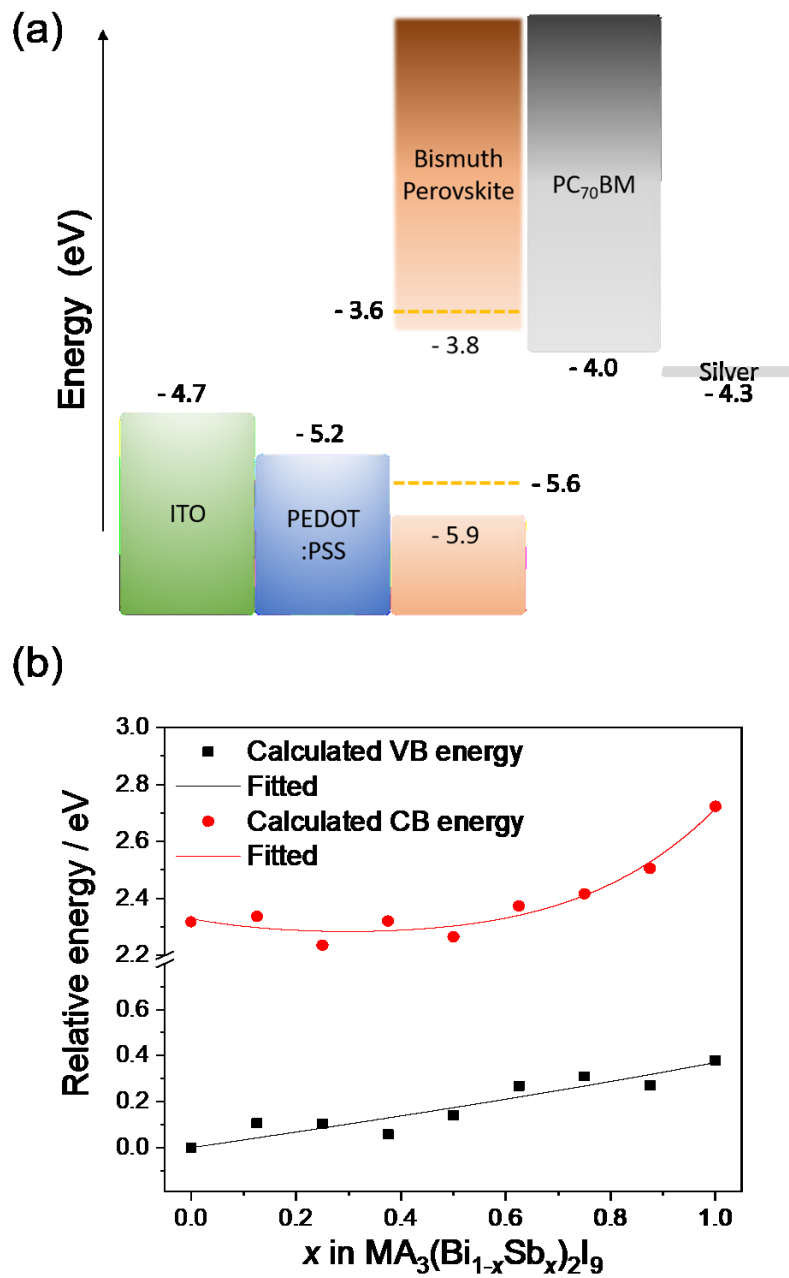 (a)
Energy (eV)
Bismuth
Perovskite
PC₇₀BM
- 3.6
- 3.8
- 4.0
Silver
- 4.3
- 4.7
- 5.2
- 5.6
ITO
PEDOT
:PSS
- 5.9
(b)
Relative energy / eV
3.0
2.8
2.6
2.4
2.2
0.6
0.4
0.2
0.0
Calculated VB energy
Fitted
Calculated CB energy
Fitted
0.0 0.2 0.4 0.6 0.8 1.0
x in MA₃(Bi₁₋ₓSbₓ)₂I₉